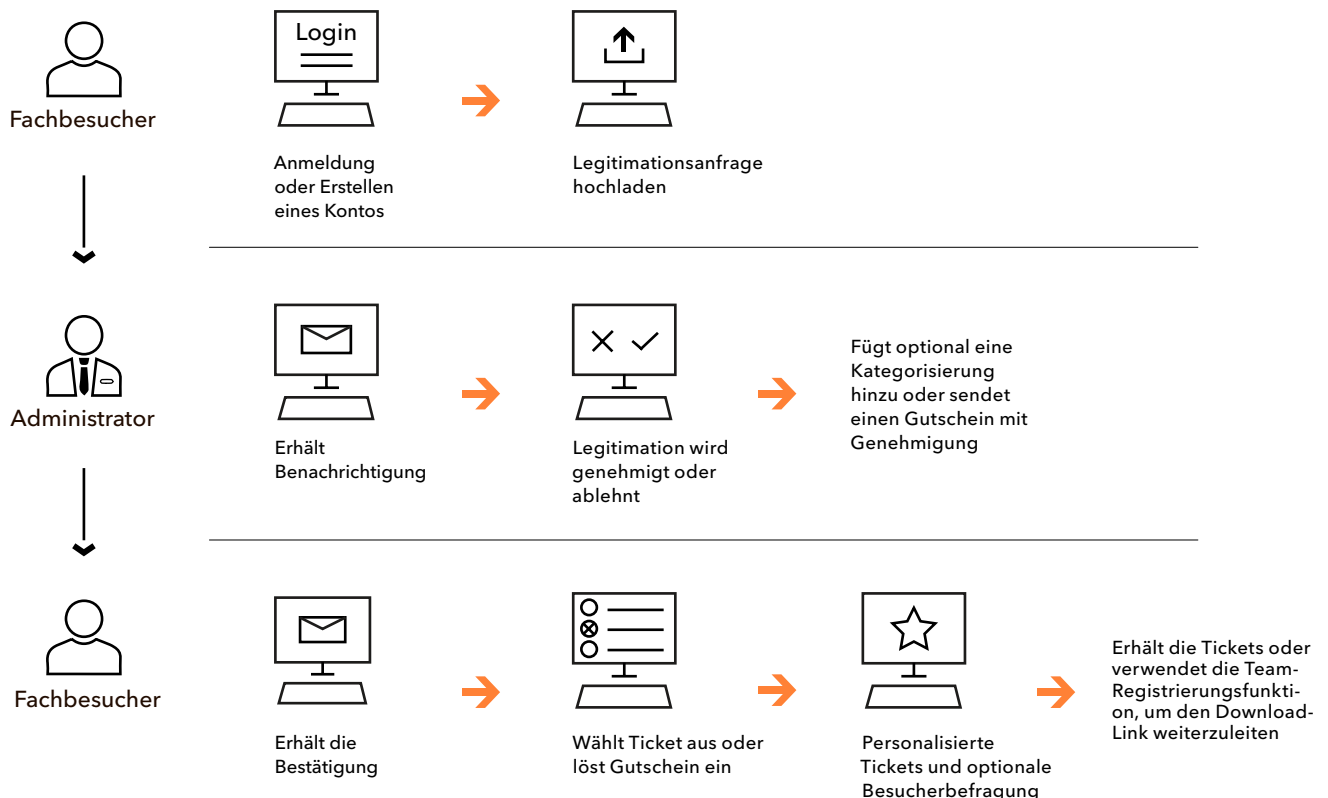 Fachbesucher
Login
Anmeldung
oder Erstellen
eines Kontos
Legitimationsanfrage
hochladen
Administrator
Erhält
Benachrichtigung
Legitimation wird
genehmigt oder
ablehnt
Fügt optional eine
Kategorisierung
hinzu oder sendet
einen Gutschein mit
Genehmigung
Fachbesucher
Erhält die
Bestätigung
Wählt Ticket aus oder
löst Gutschein ein
Personalisierte
Tickets und optionale
Besucherbefragung
Erhält die Tickets oder
verwendet die Team-
Registrierungsfunkti-
on, um den Download-
Link weiterzuleiten